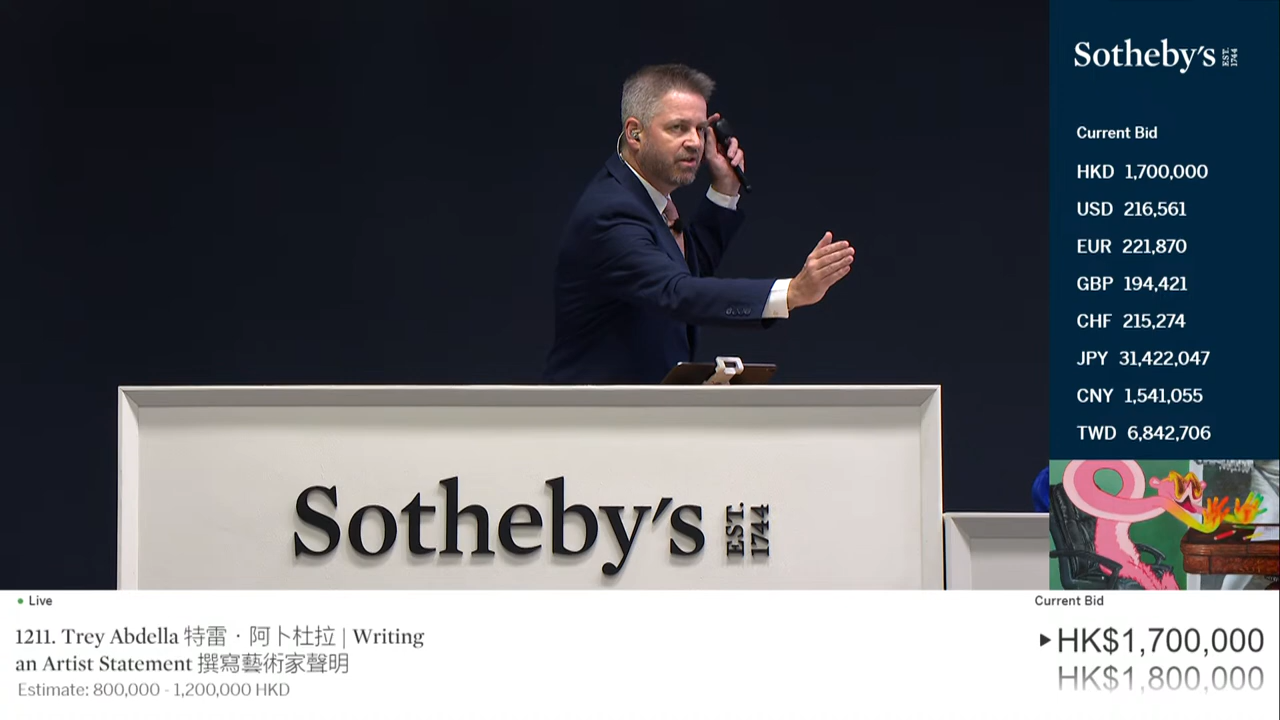 Sotheby's EST. 1744
Current Bid
HKD 1,700,000
USD 216,561
EUR 221,870
GBP 194,421
CHF 215,274
JPY 31,422,047
CNY 1,541,055
TWD 6,842,706
Sotheby's EST. 1744
Live
1211. Trey Abdella 特雷·阿卜杜拉 | Writing
an Artist Statement 撰寫藝術家聲明
Estimate: 800,000 - 1,200,000 HKD
Current Bid
HK$1,700,000
HK$1,800,000